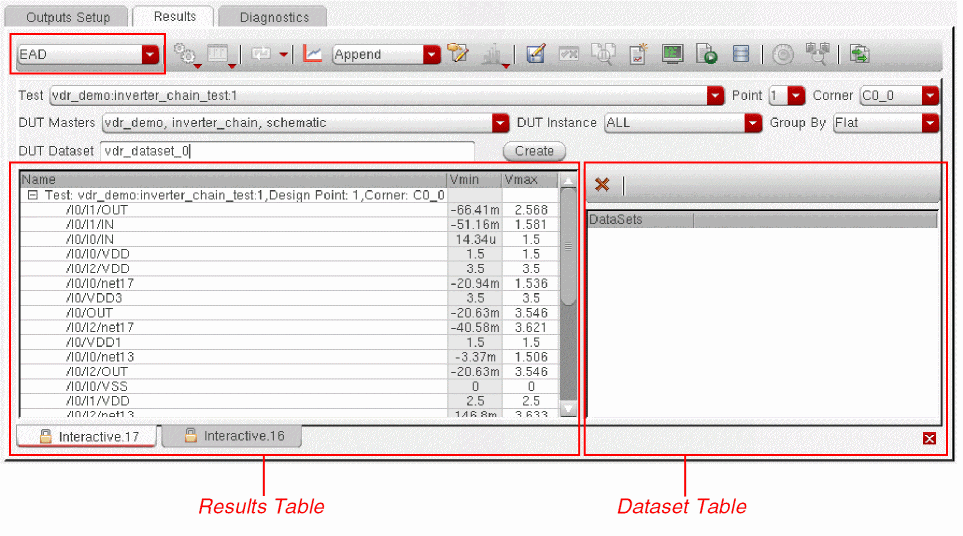 Outputs Setup Results Diagnostics
EAD Append
Test vdr_demo:inverter_chain_test:1 Point 1 Corner C0_0
DUT Masters vdr_demo, inverter_chain, schematic DUT Instance ALL Group By Flat
DUT Dataset vdr_dataset_0 Create
Name Vmin Vmax
Test: vdr_demo:inverter_chain_test:1,Design Point: 1,Corner: C0_0
/I0/I1/OUT -66.41m 2.568
/I0/I1/IN -51.16m 1.581
/I0/I0/IN 14.34u 1.5
/I0/I0/VDD 1.5 1.5
/I0/I2/VDD 3.5 3.5
/I0/I0/net17 -20.94m 1.536
/I0/VDD3 3.5 3.5
/I0/OUT -20.63m 3.546
/I0/I2/net17 -40.58m 3.621
/I0/VDD1 1.5 1.5
/I0/I0/net13 -3.37m 1.506
/I0/I2/OUT -20.63m 3.546
/I0/I0/VSS 0 0
/I0/I1/VDD 2.5 2.5
/I0/I2/net13 146.8m 3.633
DataSets
Interactive.17 Interactive.16
Results Table
Dataset Table